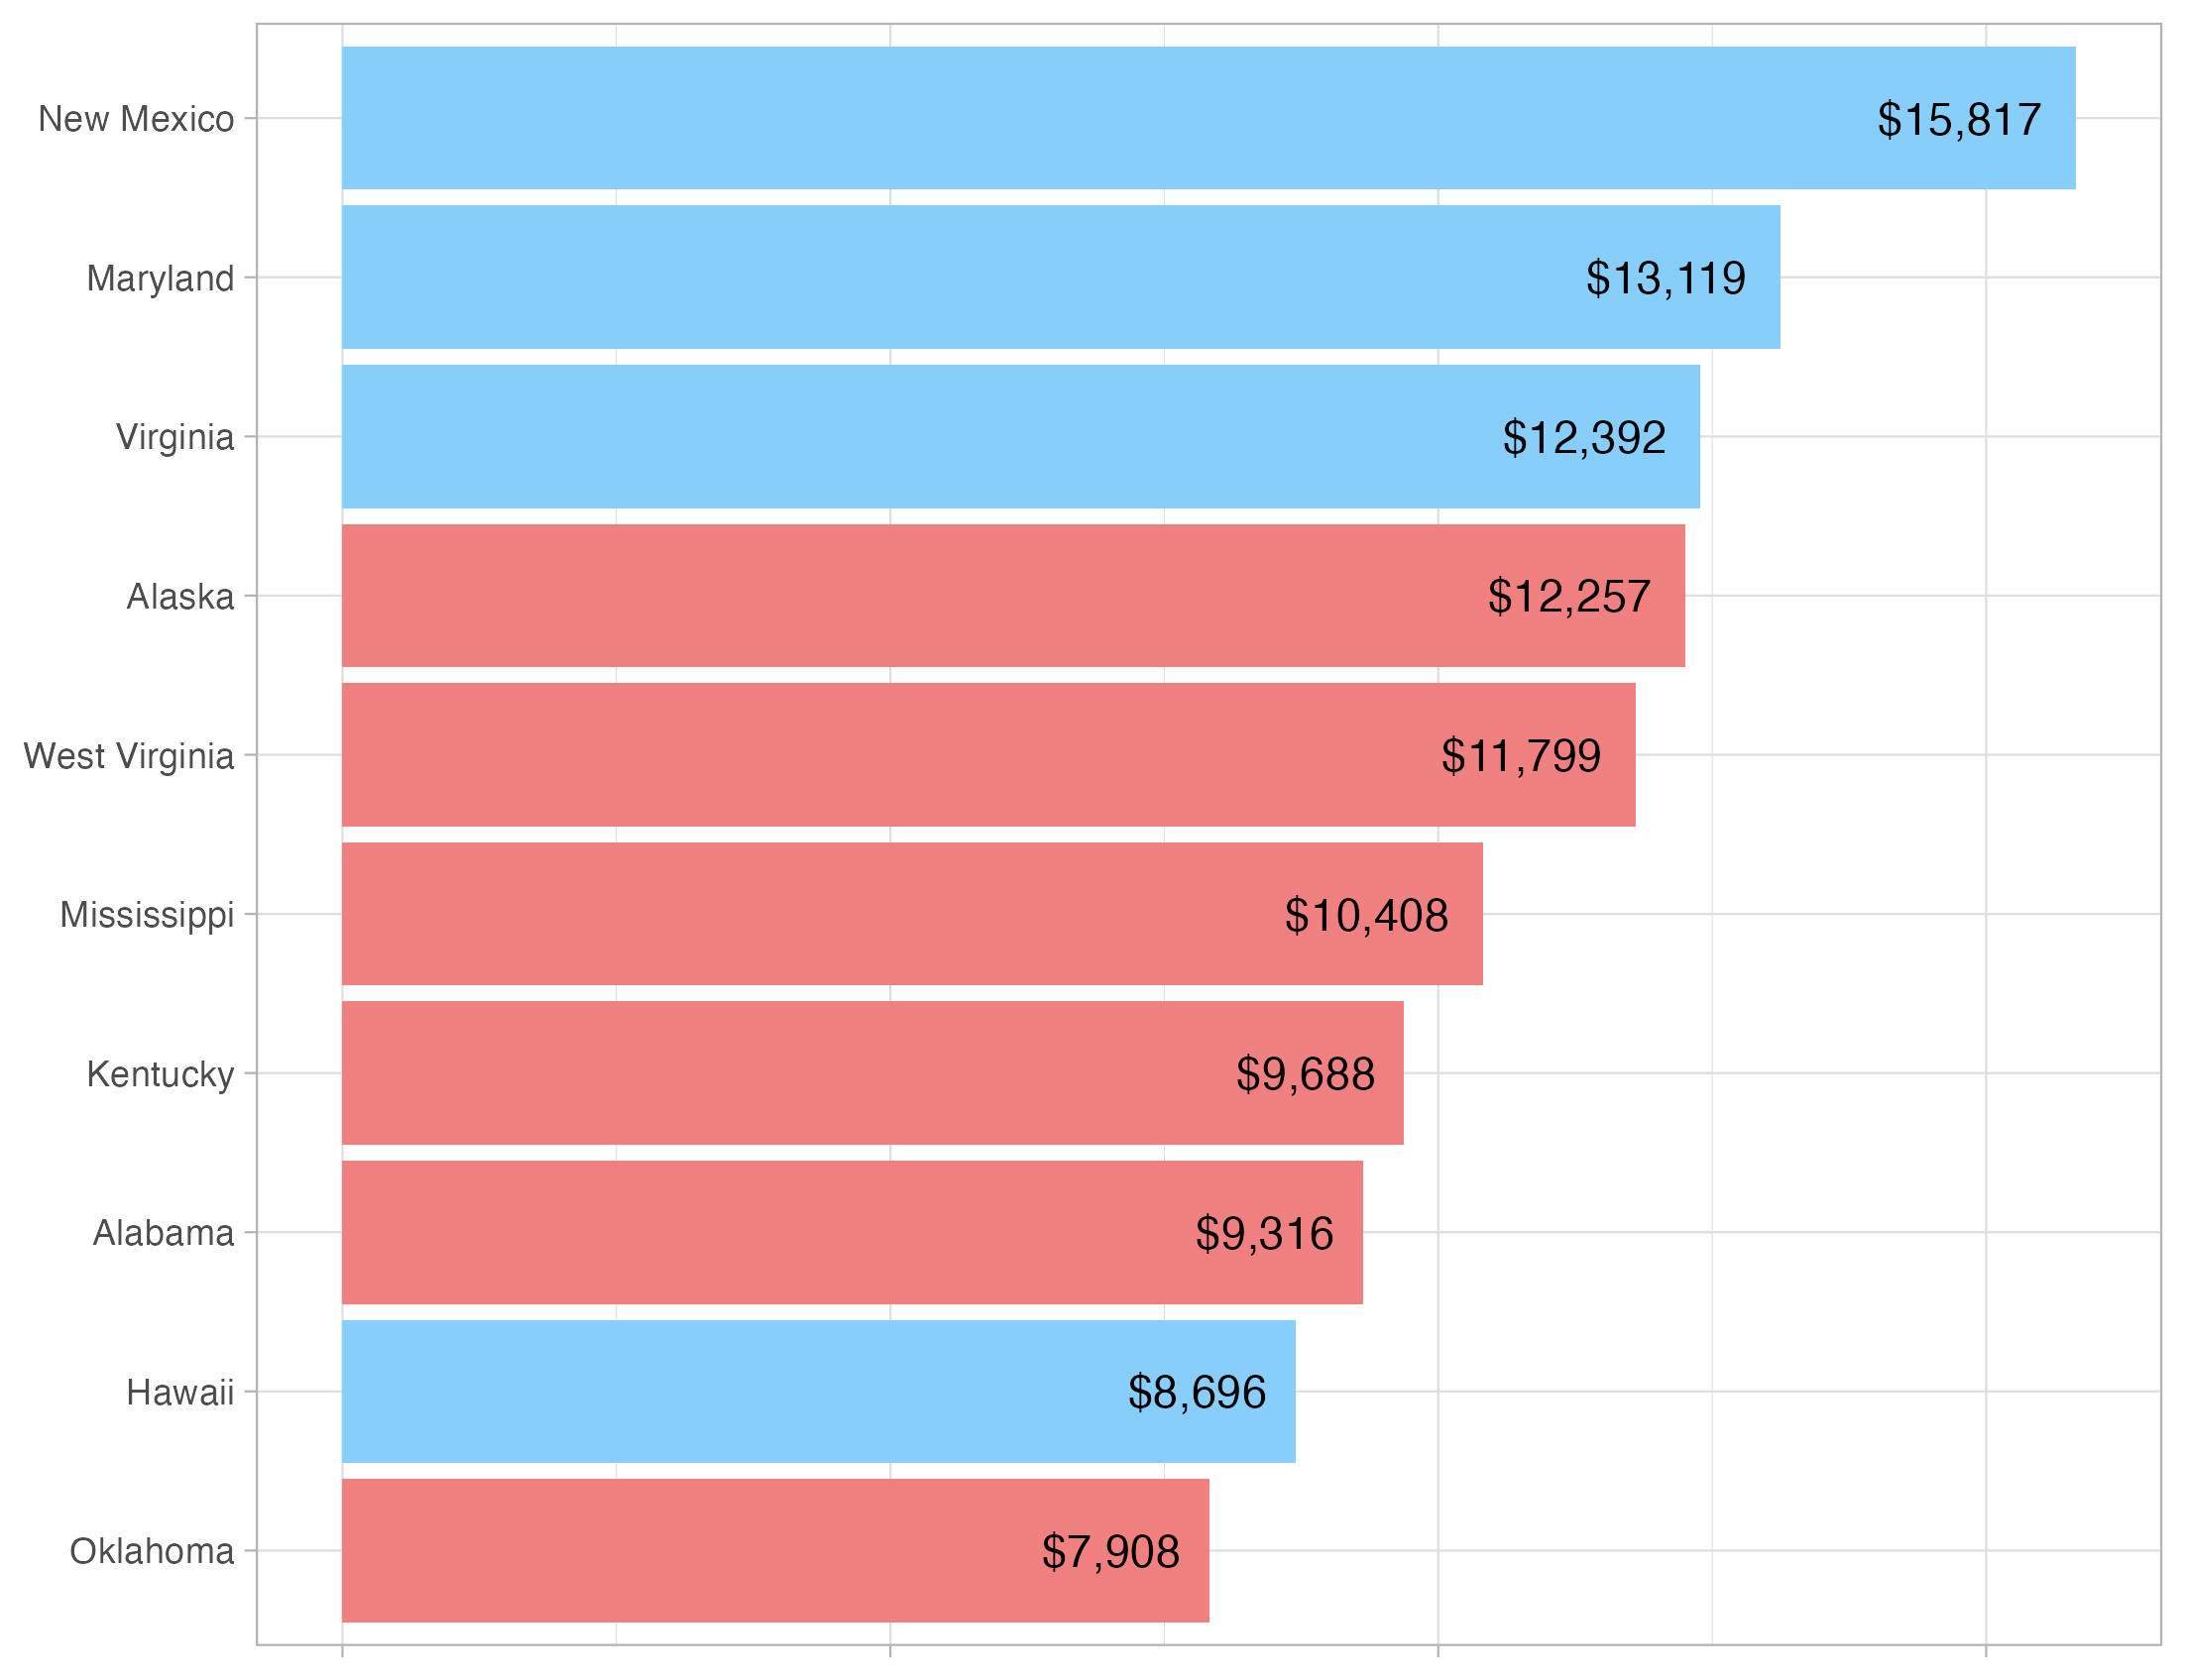 New Mexico $15,817
Maryland $13,119
Virginia $12,392
Alaska $12,257
West Virginia $11,799
Mississippi $10,408
Kentucky $9,688
Alabama $9,316
Hawaii $8,696
Oklahoma $7,908